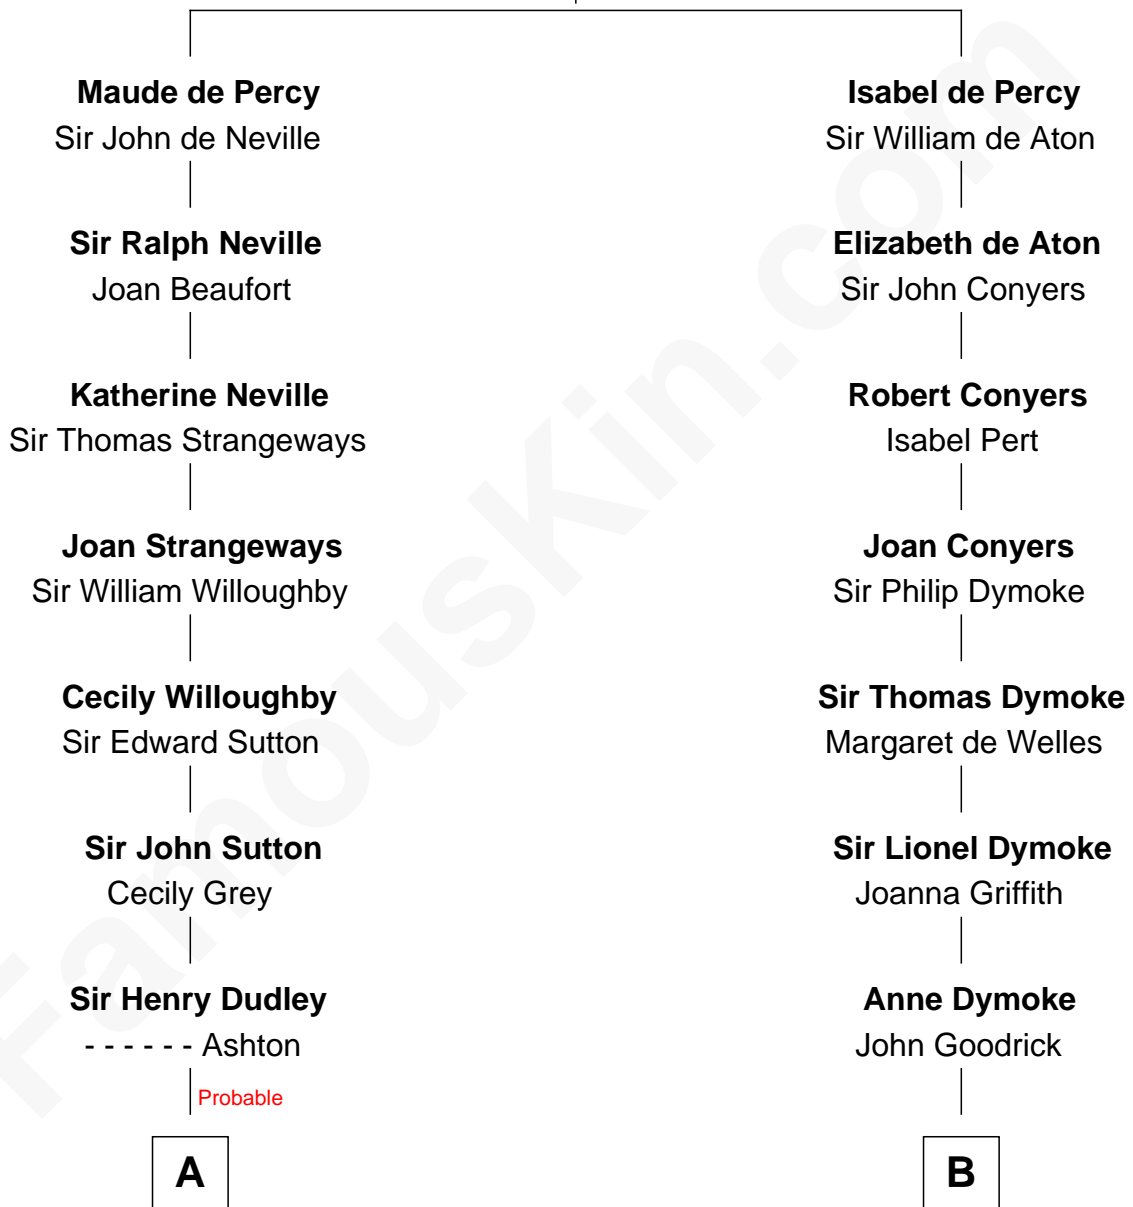 Maude de Percy
Sir John de Neville
Sir Ralph Neville
Joan Beaufort
Katherine Neville
Sir Thomas Strangeways
Joan Strangeways
Sir William Willoughby
Cecily Willoughby
Sir Edward Sutton
Sir John Sutton
Cecily Grey
Sir Henry Dudley
- - - - - - Ashton
Probable
A
Isabel de Percy
Sir William de Aton
Elizabeth de Aton
Sir John Conyers
Robert Conyers
Isabel Pert
Joan Conyers
Sir Philip Dymoke
Sir Thomas Dymoke
Margaret de Welles
Sir Lionel Dymoke
Joanna Griffith
Anne Dymoke
John Goodrick
B
FamousKin.com